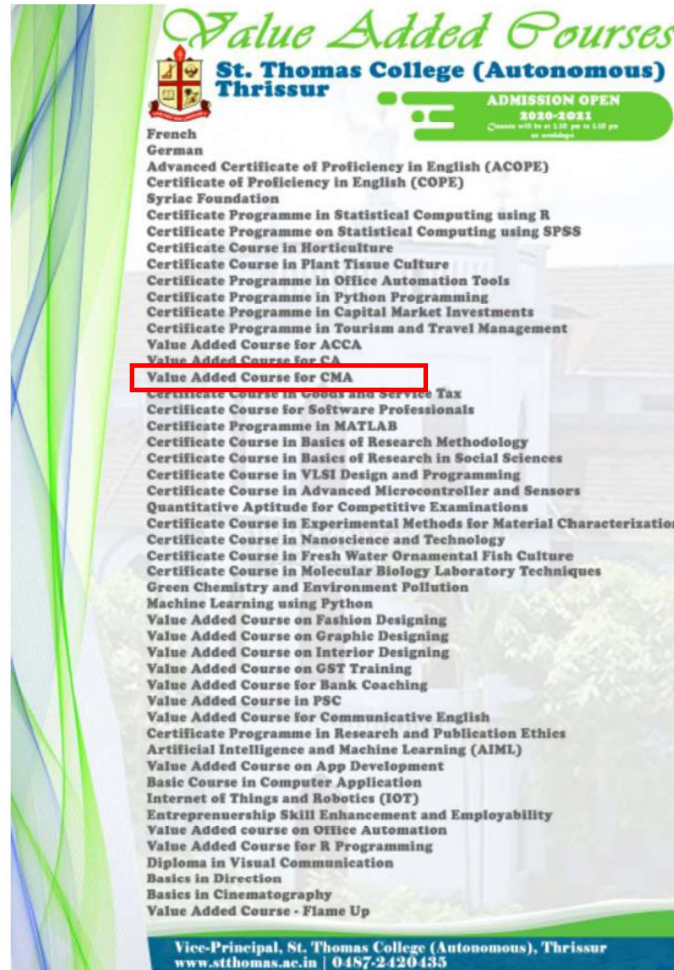 Value Added Courses
St. Thomas College (Autonomous)
Thrissur
ADMISSION OPEN
2020-2021
Classes will be at 1.10 pm to 1.50 pm
on weekdays
French
German
Advanced Certificate of Proficiency in English (ACOPE)
Certificate of Proficiency in English (COPE)
Syriac Foundation
Certificate Programme in Statistical Computing using R
Certificate Programme on Statistical Computing using SPSS
Certificate Course in Horticulture
Certificate Course in Plant Tissue Culture
Certificate Programme in Office Automation Tools
Certificate Programme in Python Programming
Certificate Programme in Capital Market Investments
Certificate Programme in Tourism and Travel Management
Value Added Course for ACCA
Value Added Course for CA
Value Added Course for CMA
Certificate Course in Goods and Service Tax
Certificate Course for Software Professionals
Certificate Programme in MATLAB
Certificate Course in Basics of Research Methodology
Certificate Course in Basics of Research in Social Sciences
Certificate Course in VLSI Design and Programming
Certificate Course in Advanced Microcontroller and Sensors
Quantitative Aptitude for Competitive Examinations
Certificate Course in Experimental Methods for Material Characterization
Certificate Course in Nanoscience and Technology
Certificate Course in Fresh Water Ornamental Fish Culture
Certificate Course in Molecular Biology Laboratory Techniques
Green Chemistry and Environment Pollution
Machine Learning using Python
Value Added Course on Fashion Designing
Value Added Course on Graphic Designing
Value Added Course on Interior Designing
Value Added Course on GST Training
Value Added Course for Bank Coaching
Value Added Course in PSC
Value Added Course for Communicative English
Certificate Programme in Research and Publication Ethics
Artificial Intelligence and Machine Learning (AIML)
Value Added Course on App Development
Basic Course in Computer Application
Internet of Things and Robotics (IOT)
Entreprenuership Skill Enhancement and Employability
Value Added course on Office Automation
Value Added Course for R Programming
Diploma in Visual Communication
Basics in Direction
Basics in Cinematography
Value Added Course - Flame Up
Vice-Principal, St. Thomas College (Autonomous), Thrissur
www.stthomas.ac.in | 0487-2420435